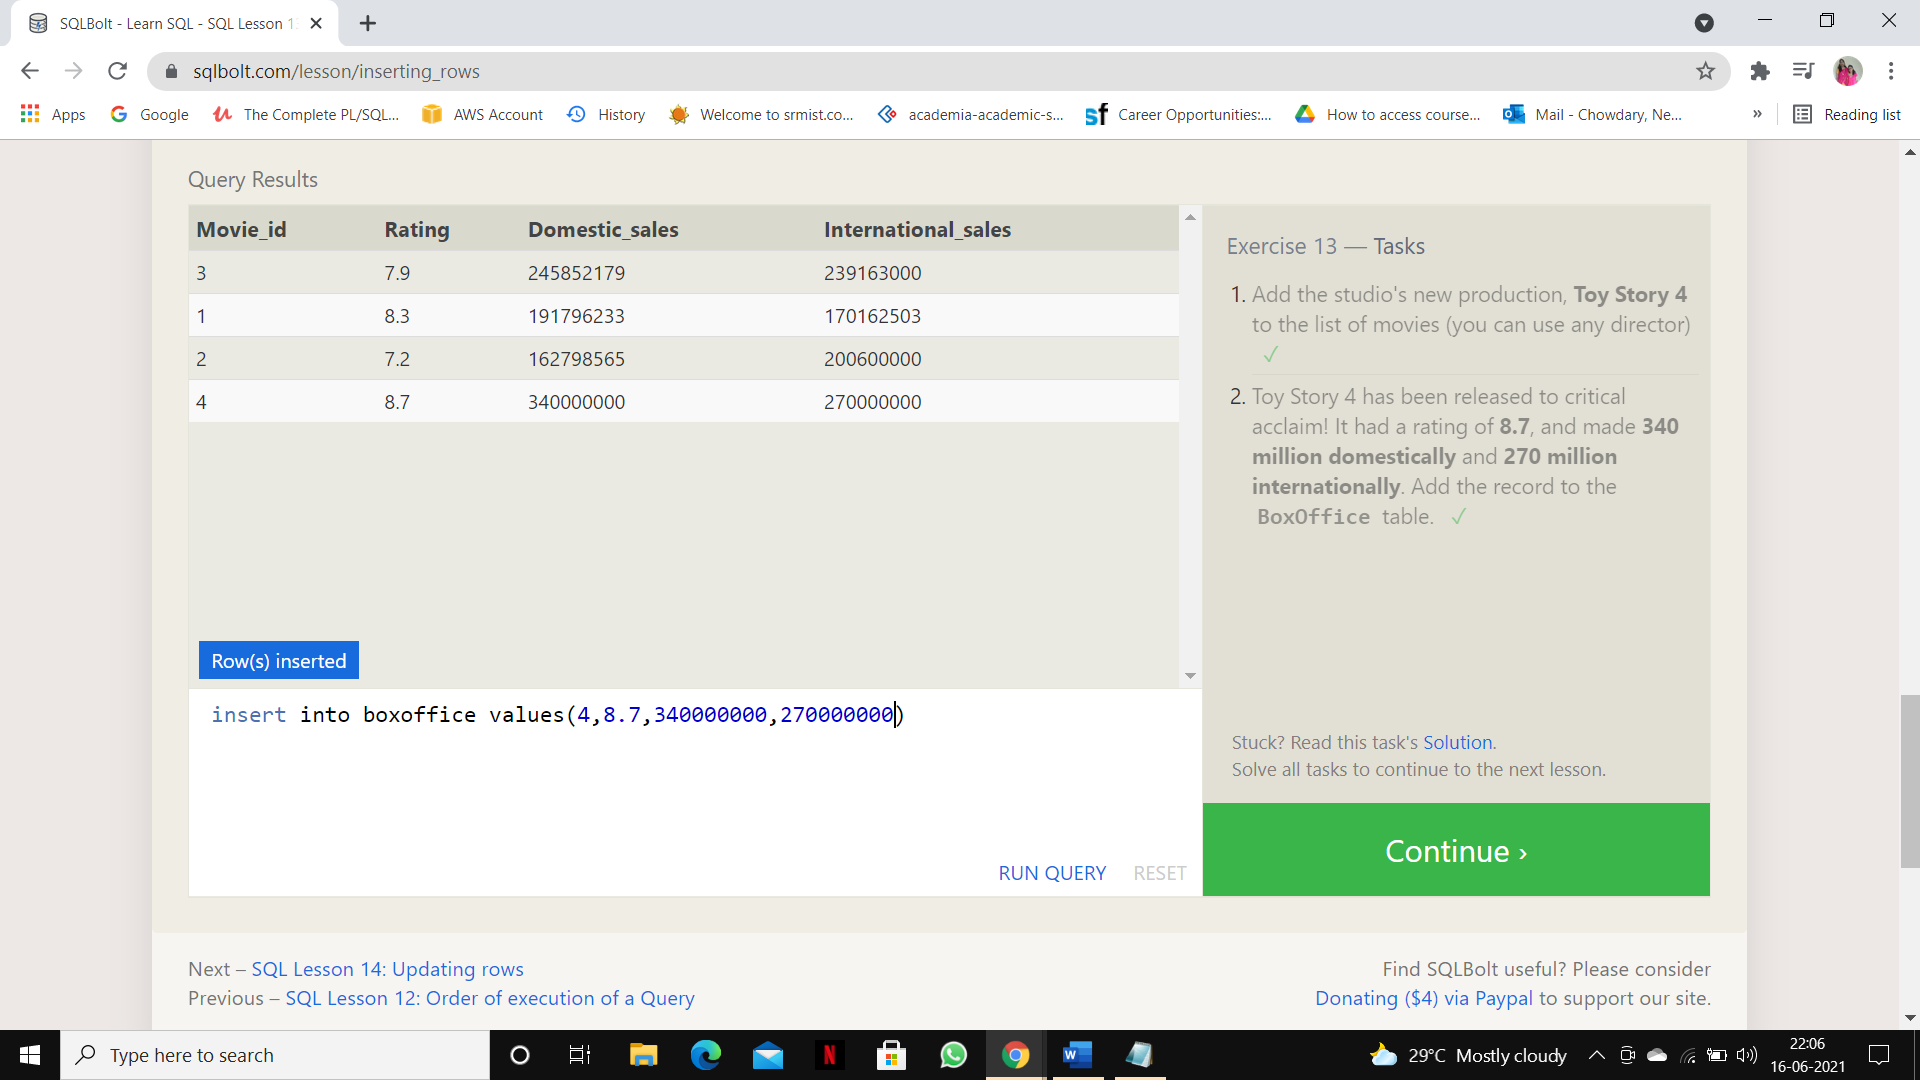 SQLBolt - Learn SQL - SQL Lesson 1
sqlbolt.com/lesson/inserting_rows
Apps Google The Complete PL/SQL... AWS Account History Welcome to srmist.co... academia-academic-s... Career Opportunities:... How to access course... Mail - Chowdary, Ne... » Reading list
Query Results
Movie_id Rating Domestic_sales International_sales
3 7.9 245852179 239163000
1 8.3 191796233 170162503
2 7.2 162798565 200600000
4 8.7 340000000 270000000
Row(s) inserted
insert into boxoffice values(4,8.7,340000000,270000000)
RUN QUERY RESET
Exercise 13 — Tasks
1. Add the studio's new production, Toy Story 4
to the list of movies (you can use any director)
✓
2. Toy Story 4 has been released to critical
acclaim! It had a rating of 8.7, and made 340
million domestically and 270 million
internationally. Add the record to the
BoxOffice table. ✓
Stuck? Read this task's Solution.
Solve all tasks to continue to the next lesson.
Continue ›
Next – SQL Lesson 14: Updating rows
Previous – SQL Lesson 12: Order of execution of a Query
Find SQLBolt useful? Please consider
Donating ($4) via Paypal to support our site.
Type here to search
29°C Mostly cloudy
22:06
16-06-2021